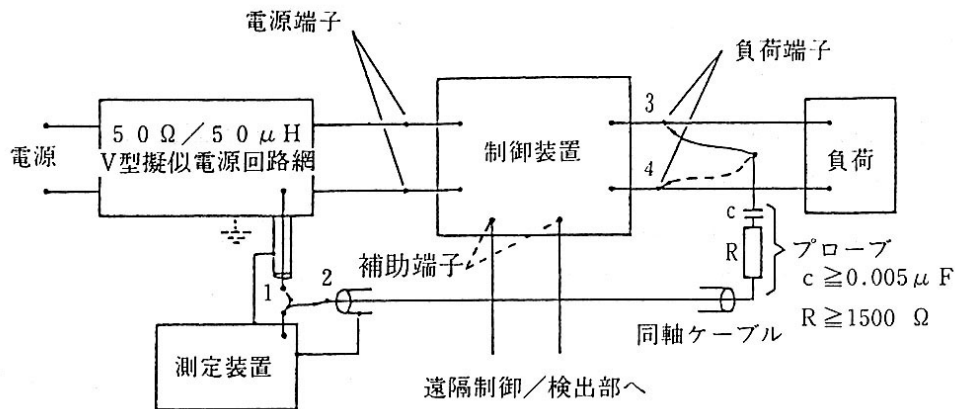 電源端子
負荷端子
電源
50Ω/50μH
V型擬似電源回路網
制御装置
3
4
負荷
補助端子
1
2
c
R
プローブ
c≧0.005μF
R≧1500 Ω
同軸ケーブル
測定装置
遠隔制御/検出部へ